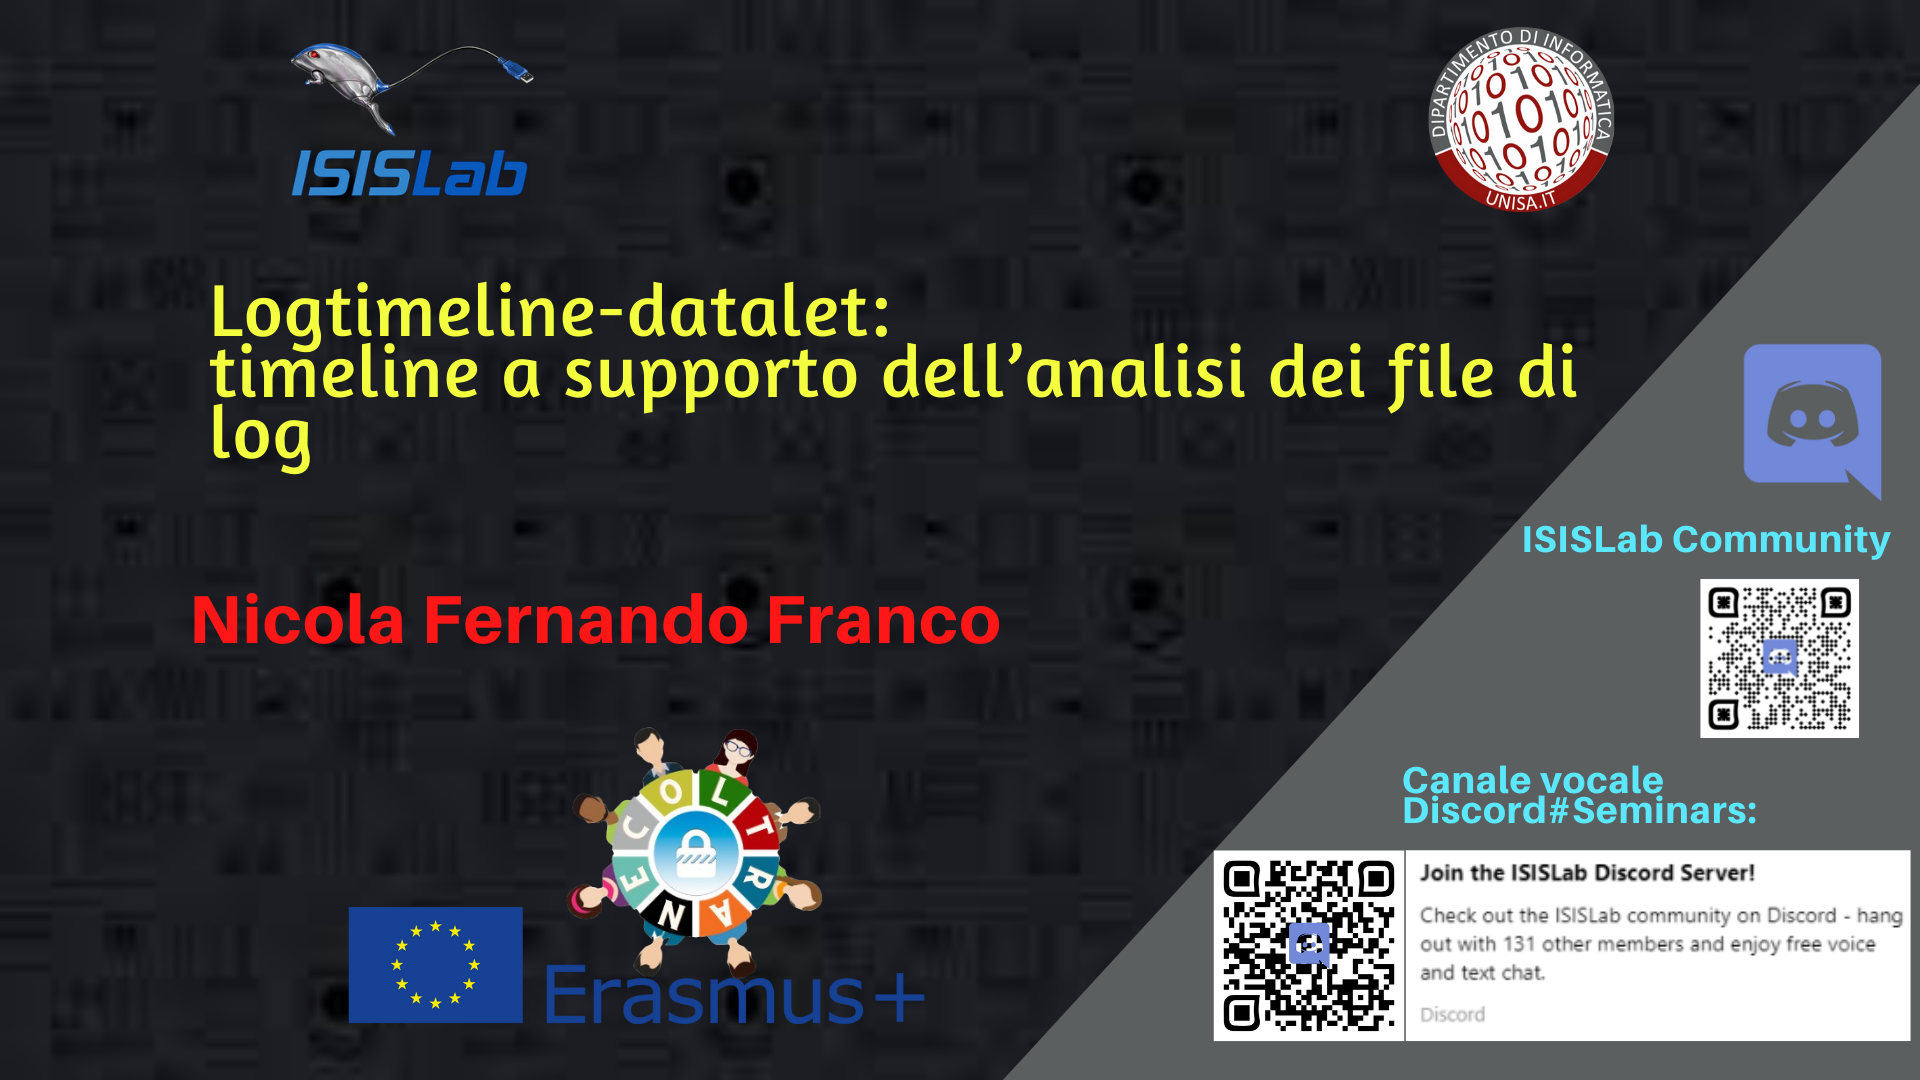 ISISLab
DIPARTIMENTO DI INFORMATICA
UNISA.IT
Logtimeline-datalet:
timeline a supporto dell’analisi dei file di
log
Nicola Fernando Franco
COLTRANE
Erasmus+
ISISLab Community
Canale vocale
Discord#Seminars:
Join the ISISLab Discord Server!
Check out the ISISLab community on Discord - hang
out with 131 other members and enjoy free voice
and text chat.
Discord